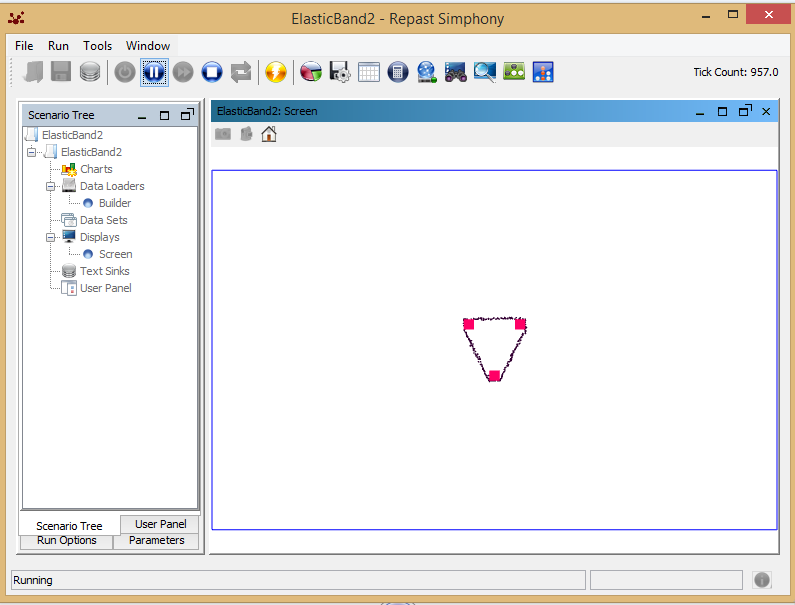 ElasticBand2 - Repast Simphony
File Run Tools Window
Tick Count: 957.0
Scenario Tree
ElasticBand2
ElasticBand2
Charts
Data Loaders
Builder
Data Sets
Displays
Screen
Text Sinks
User Panel
ElasticBand2: Screen
Scenario Tree User Panel
Run Options Parameters
Running